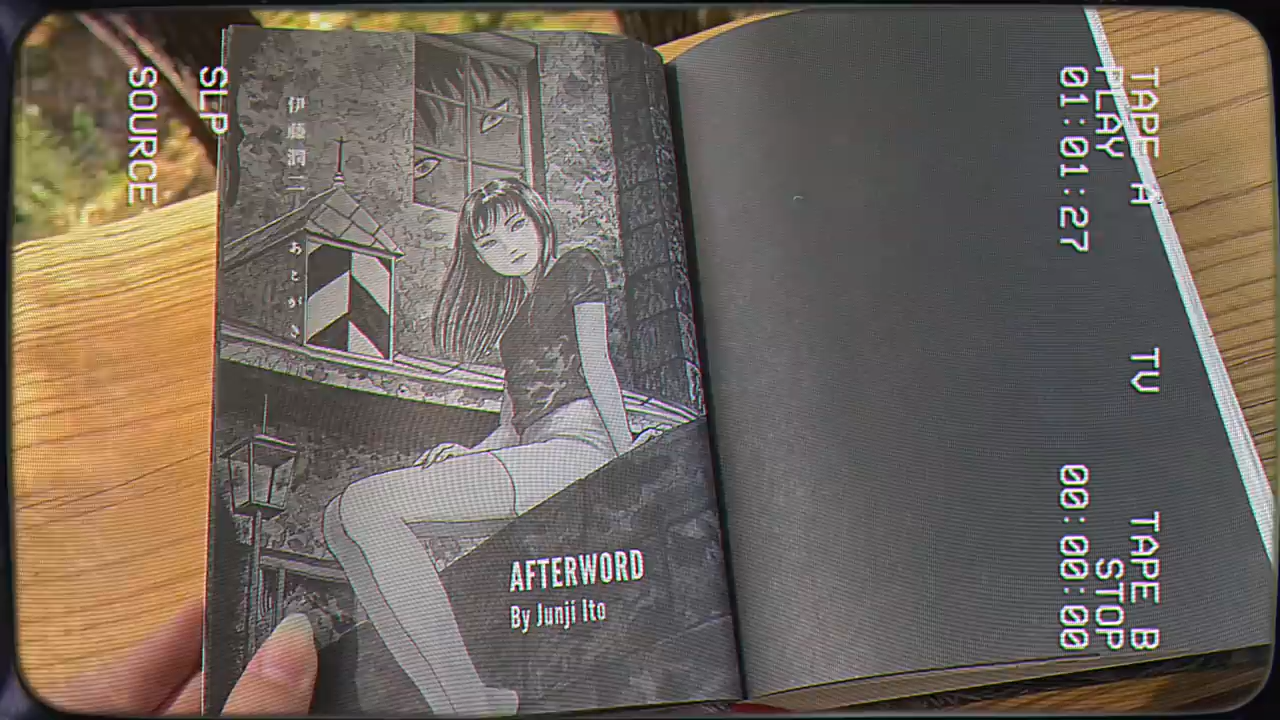 伊藤潤二
あとがき
AFTERWORD
By Junji Ito
SLP
SOURCE
TAPE A
PLAY
01:01:27
TV
TAPE B
STOP
00:00:00